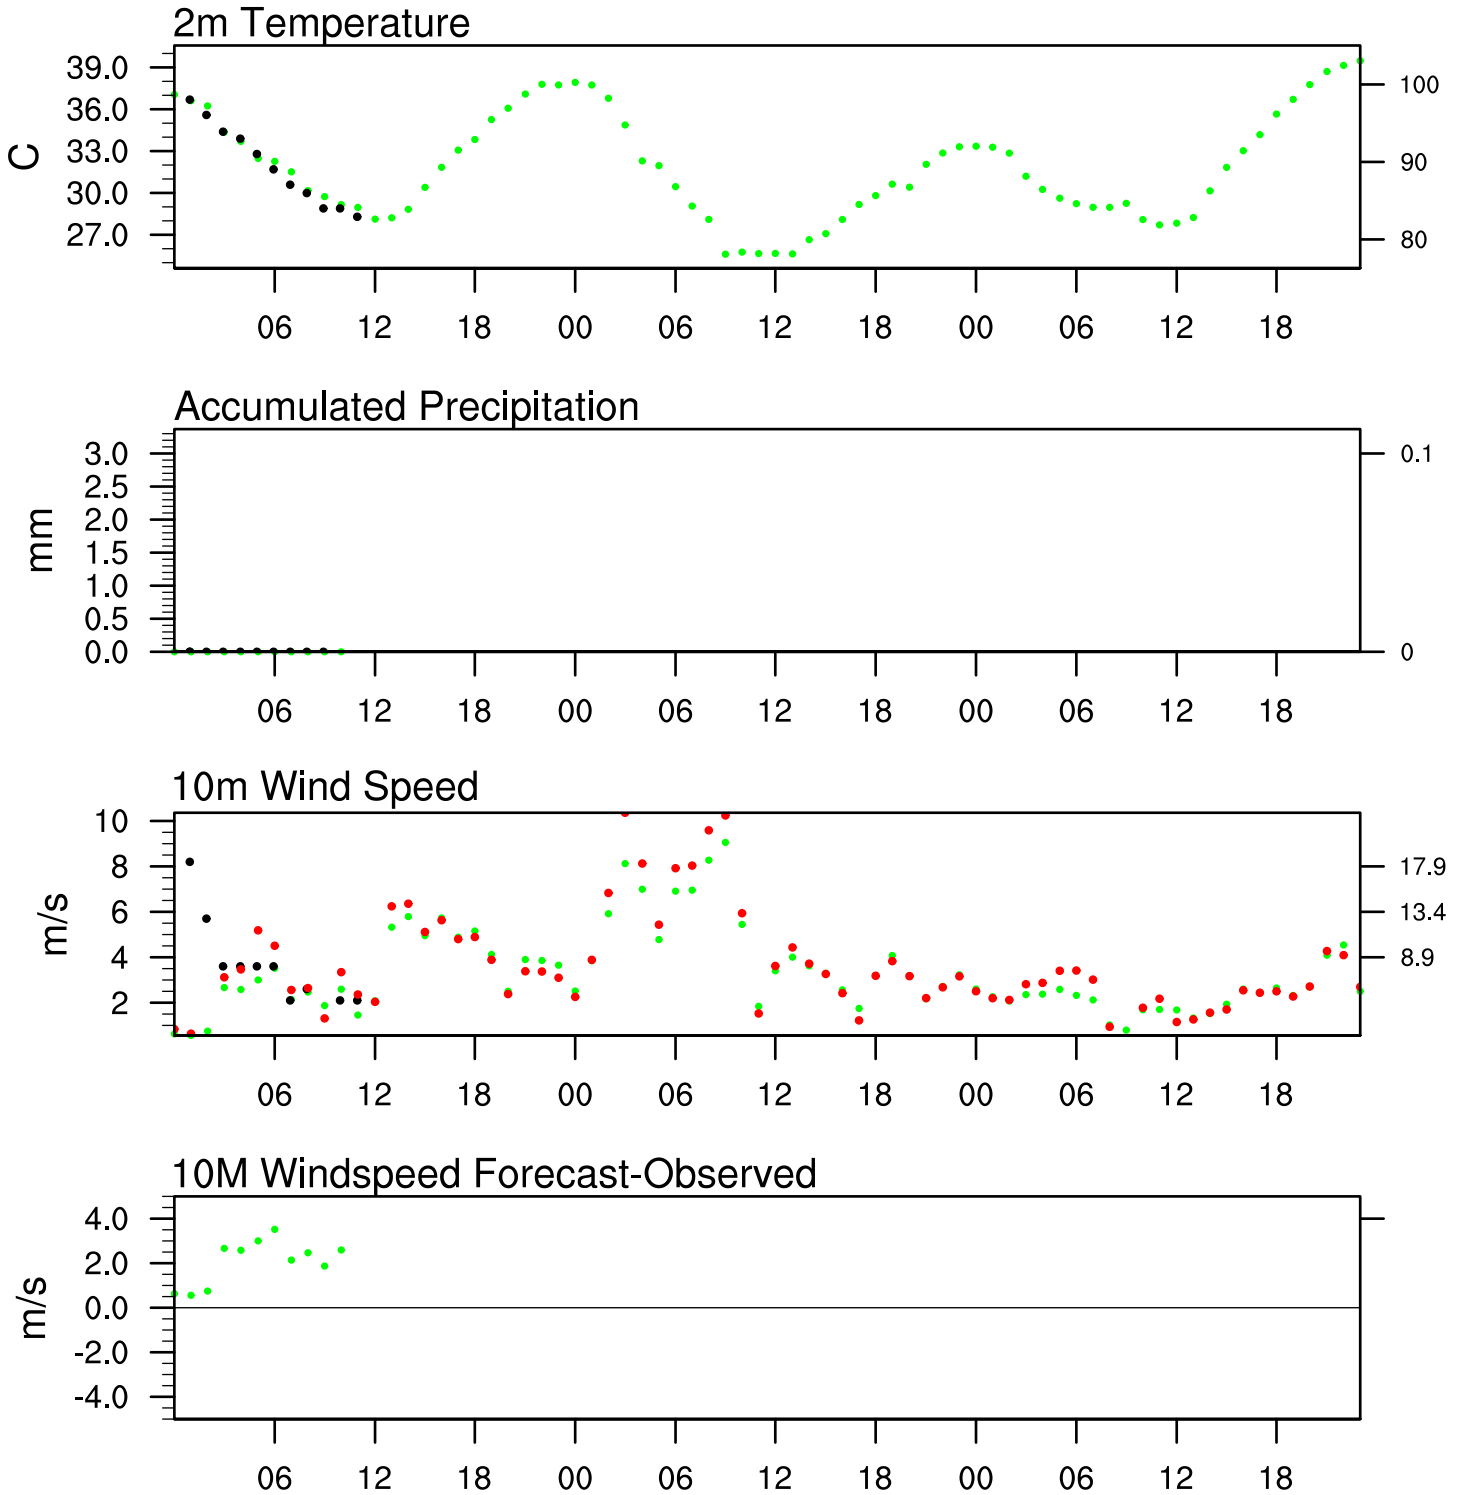 2m Temperature
39.0
36.0
33.0
30.0
27.0
C
100
90
80
06 12 18 00 06 12 18 00 06 12 18
Accumulated Precipitation
3.0
2.5
2.0
1.5
1.0
0.5
0.0
mm
0.1
0
06 12 18 00 06 12 18 00 06 12 18
10m Wind Speed
10
8
6
4
2
m/s
17.9
13.4
8.9
06 12 18 00 06 12 18 00 06 12 18
10M Windspeed Forecast-Observed
4.0
2.0
0.0
-2.0
-4.0
m/s
06 12 18 00 06 12 18 00 06 12 18